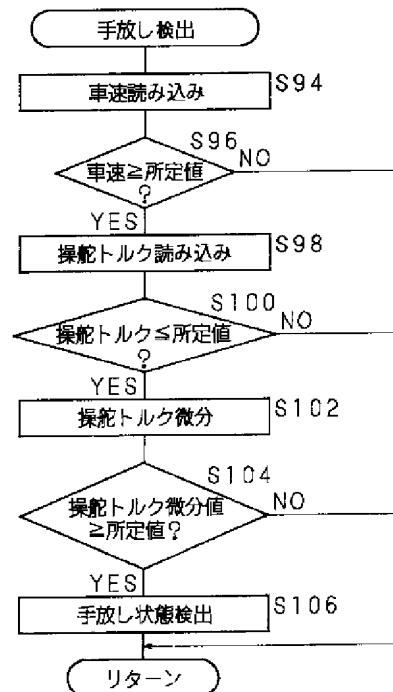 手放し検出
車速読み込み
S94
S96
車速≧所定値
?
NO
YES
操舵トルク読み込み
S98
S100
操舵トルク≦所定値
?
NO
YES
操舵トルク微分
S102
S104
操舵トルク微分値
≧所定値?
NO
YES
手放し状態検出
S106
リターン